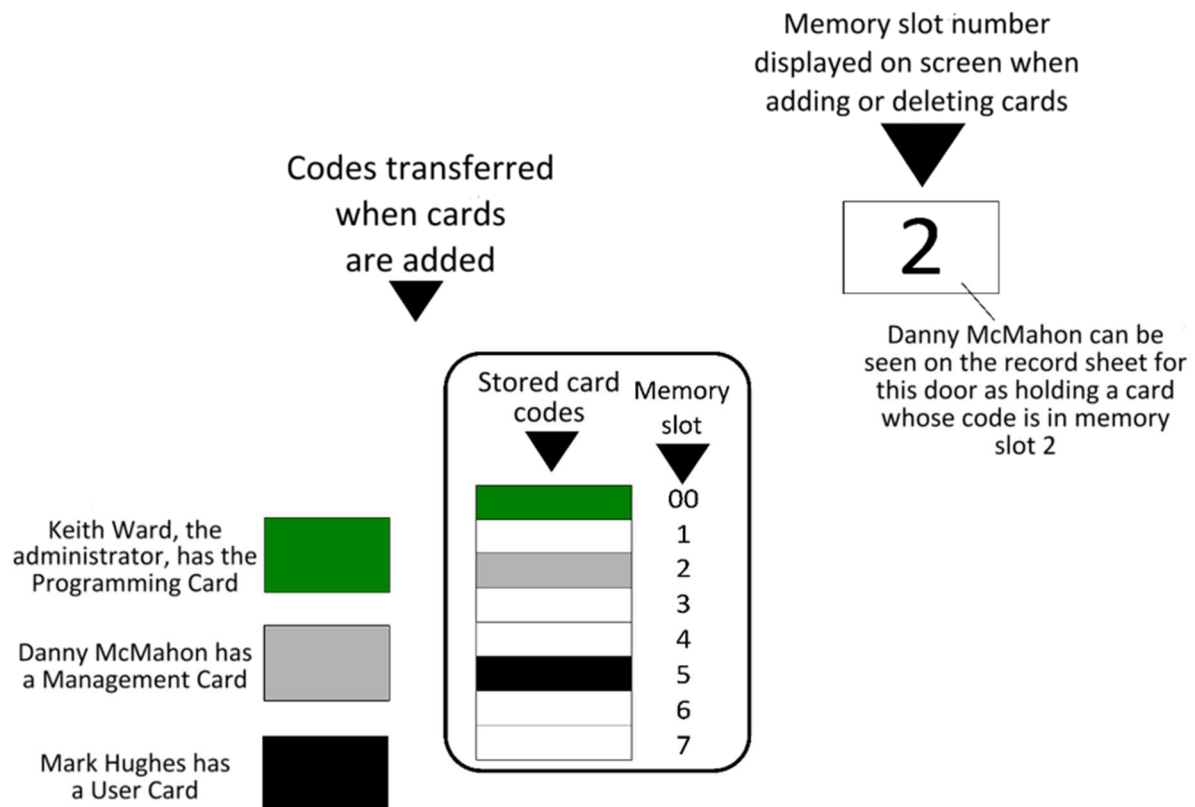 Memory slot number
displayed on screen when
adding or deleting cards
2
Danny McMahon can be
seen on the record sheet for
this door as holding a card
whose code is in memory
slot 2
Codes transferred
when cards
are added
Stored card
codes
Memory
slot
00
1
2
3
4
5
6
7
Keith Ward, the
administrator, has the
Programming Card
Danny McMahon has
a Management Card
Mark Hughes has
a User Card